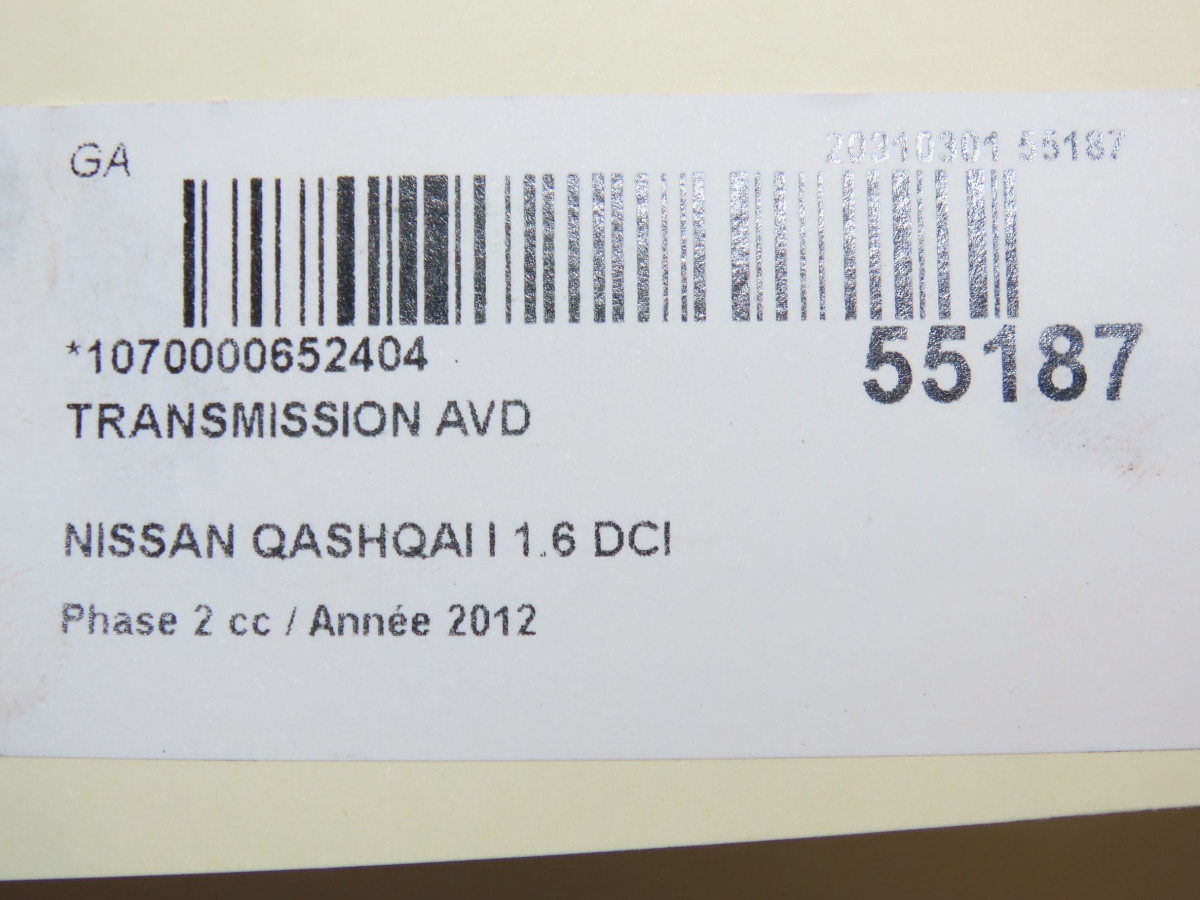 GA
20310301 55187
*1070000652404
55187
TRANSMISSION AVD
NISSAN QASHQAI I 1.6 DCI
Phase 2 cc / Année 2012